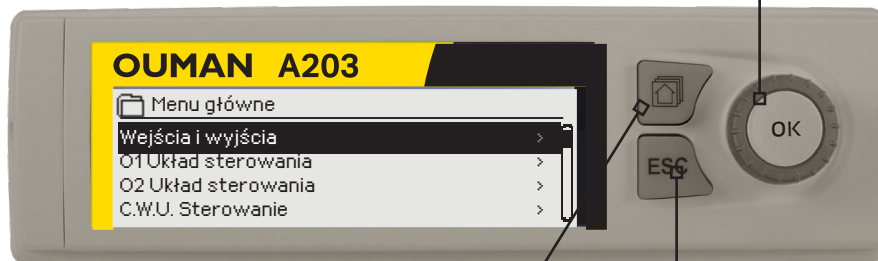 OUMAN A203
Menu główne
Wejścia i wyjścia >
O1 Układ sterowania >
O2 Układ sterowania >
C.W.U. Sterowanie >
OK
ESC